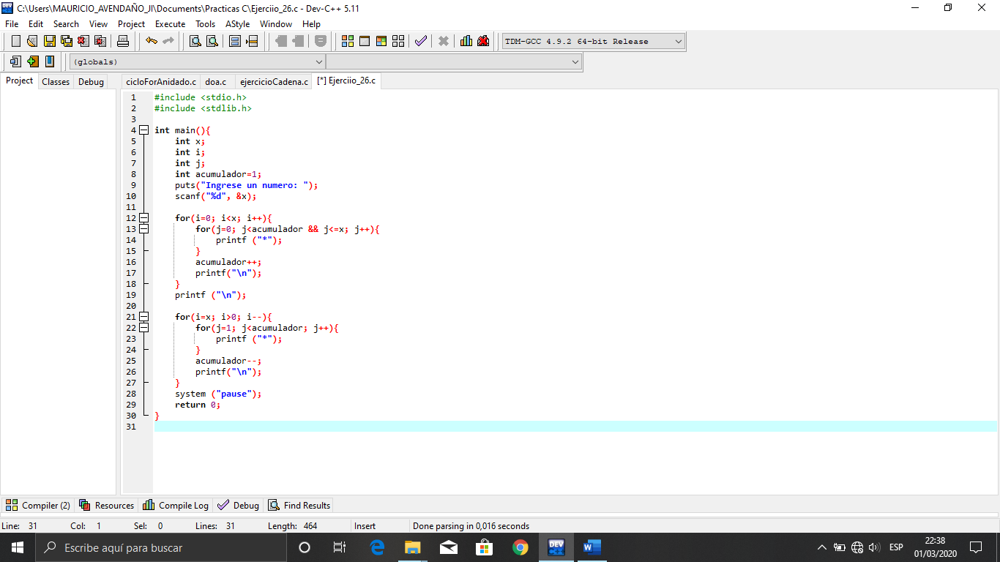 C:\Users\MAURICIO_AVENDAÑO_JI\Documents\Practicas C\Ejerciio_26.c - Dev-C++ 5.11
File Edit Search View Project Execute Tools AStyle Window Help
TDM-GCC 4.9.2 64-bit Release
(globals)
Project Classes Debug cicloForAnidado.c doa.c ejercicioCadena.c [*] Ejerciio_26.c
1 #include <stdio.h>
2 #include <stdlib.h>
3
4 int main(){
5 int x;
6 int i;
7 int j;
8 int acumulador=1;
9 puts("Ingrese un numero: ");
10 scanf("%d", &x);
11
12 for(i=0; i<x; i++){
13 for(j=0; j<acumulador && j<=x; j++){
14 printf ("*");
15 }
16 acumulador++;
17 printf("\n");
18 }
19 printf ("\n");
20
21 for(i=x; i>0; i--){
22 for(j=1; j<acumulador; j++){
23 printf ("*");
24 }
25 acumulador--;
26 printf("\n");
27 }
28 system ("pause");
29 return 0;
30 }
31
Compiler (2) Resources Compile Log Debug Find Results
Line: 31 Col: 1 Sel: 0 Lines: 31 Length: 464 Insert Done parsing in 0,016 seconds
Escribe aquí para buscar DEV W ESP 22:38
01/03/2020